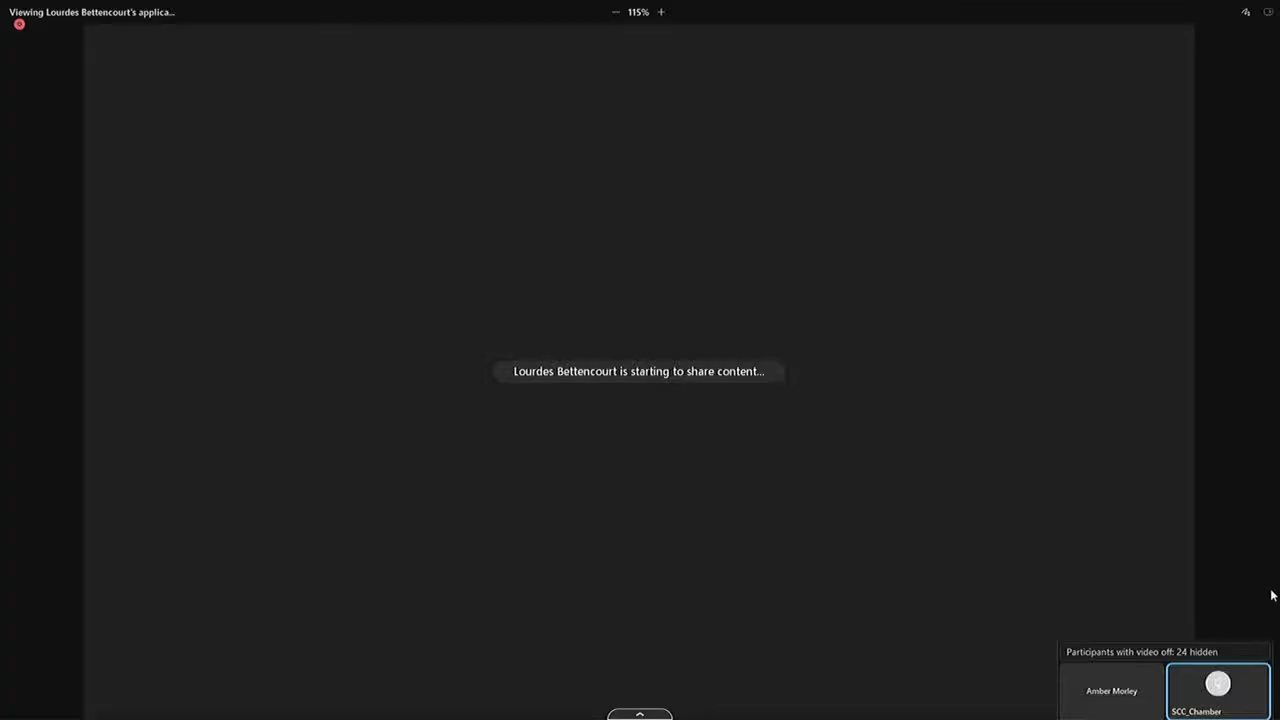 Viewing Lourdes Bettencourt's applica...
115%
Lourdes Bettencourt is starting to share content...
Participants with video off: 24 hidden
Amber Morley
SCC_Chamber